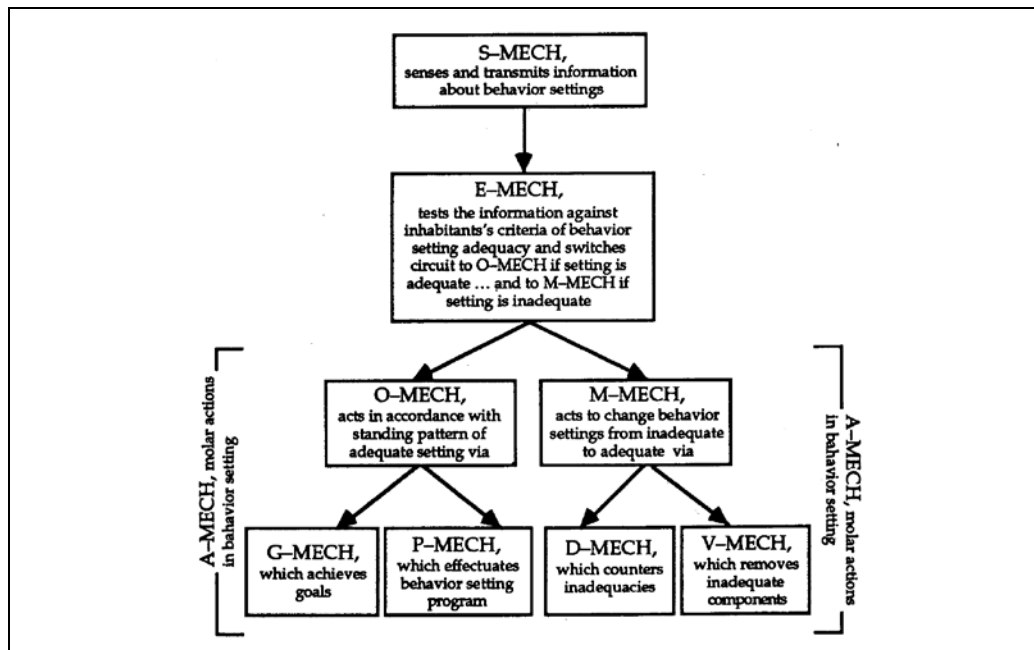 S–MECH,
senses and transmits information
about behavior settings
E–MECH,
tests the information against
inhabitants's criteria of behavior
setting adequacy and switches
circuit to O–MECH if setting is
adequate ... and to M–MECH if
setting is inadequate
A–MECH, molar actions
in bahavior setting
O–MECH,
acts in accordance with
standing pattern of
adequate setting via
M–MECH,
acts to change behavior
settings from inadequate
to adequate via
A–MECH, molar actions
in bahavior setting
G–MECH,
which achieves
goals
P–MECH,
which effectuates
behavior setting
program
D–MECH,
which counters
inadequacies
V–MECH,
which removes
inadequate
components